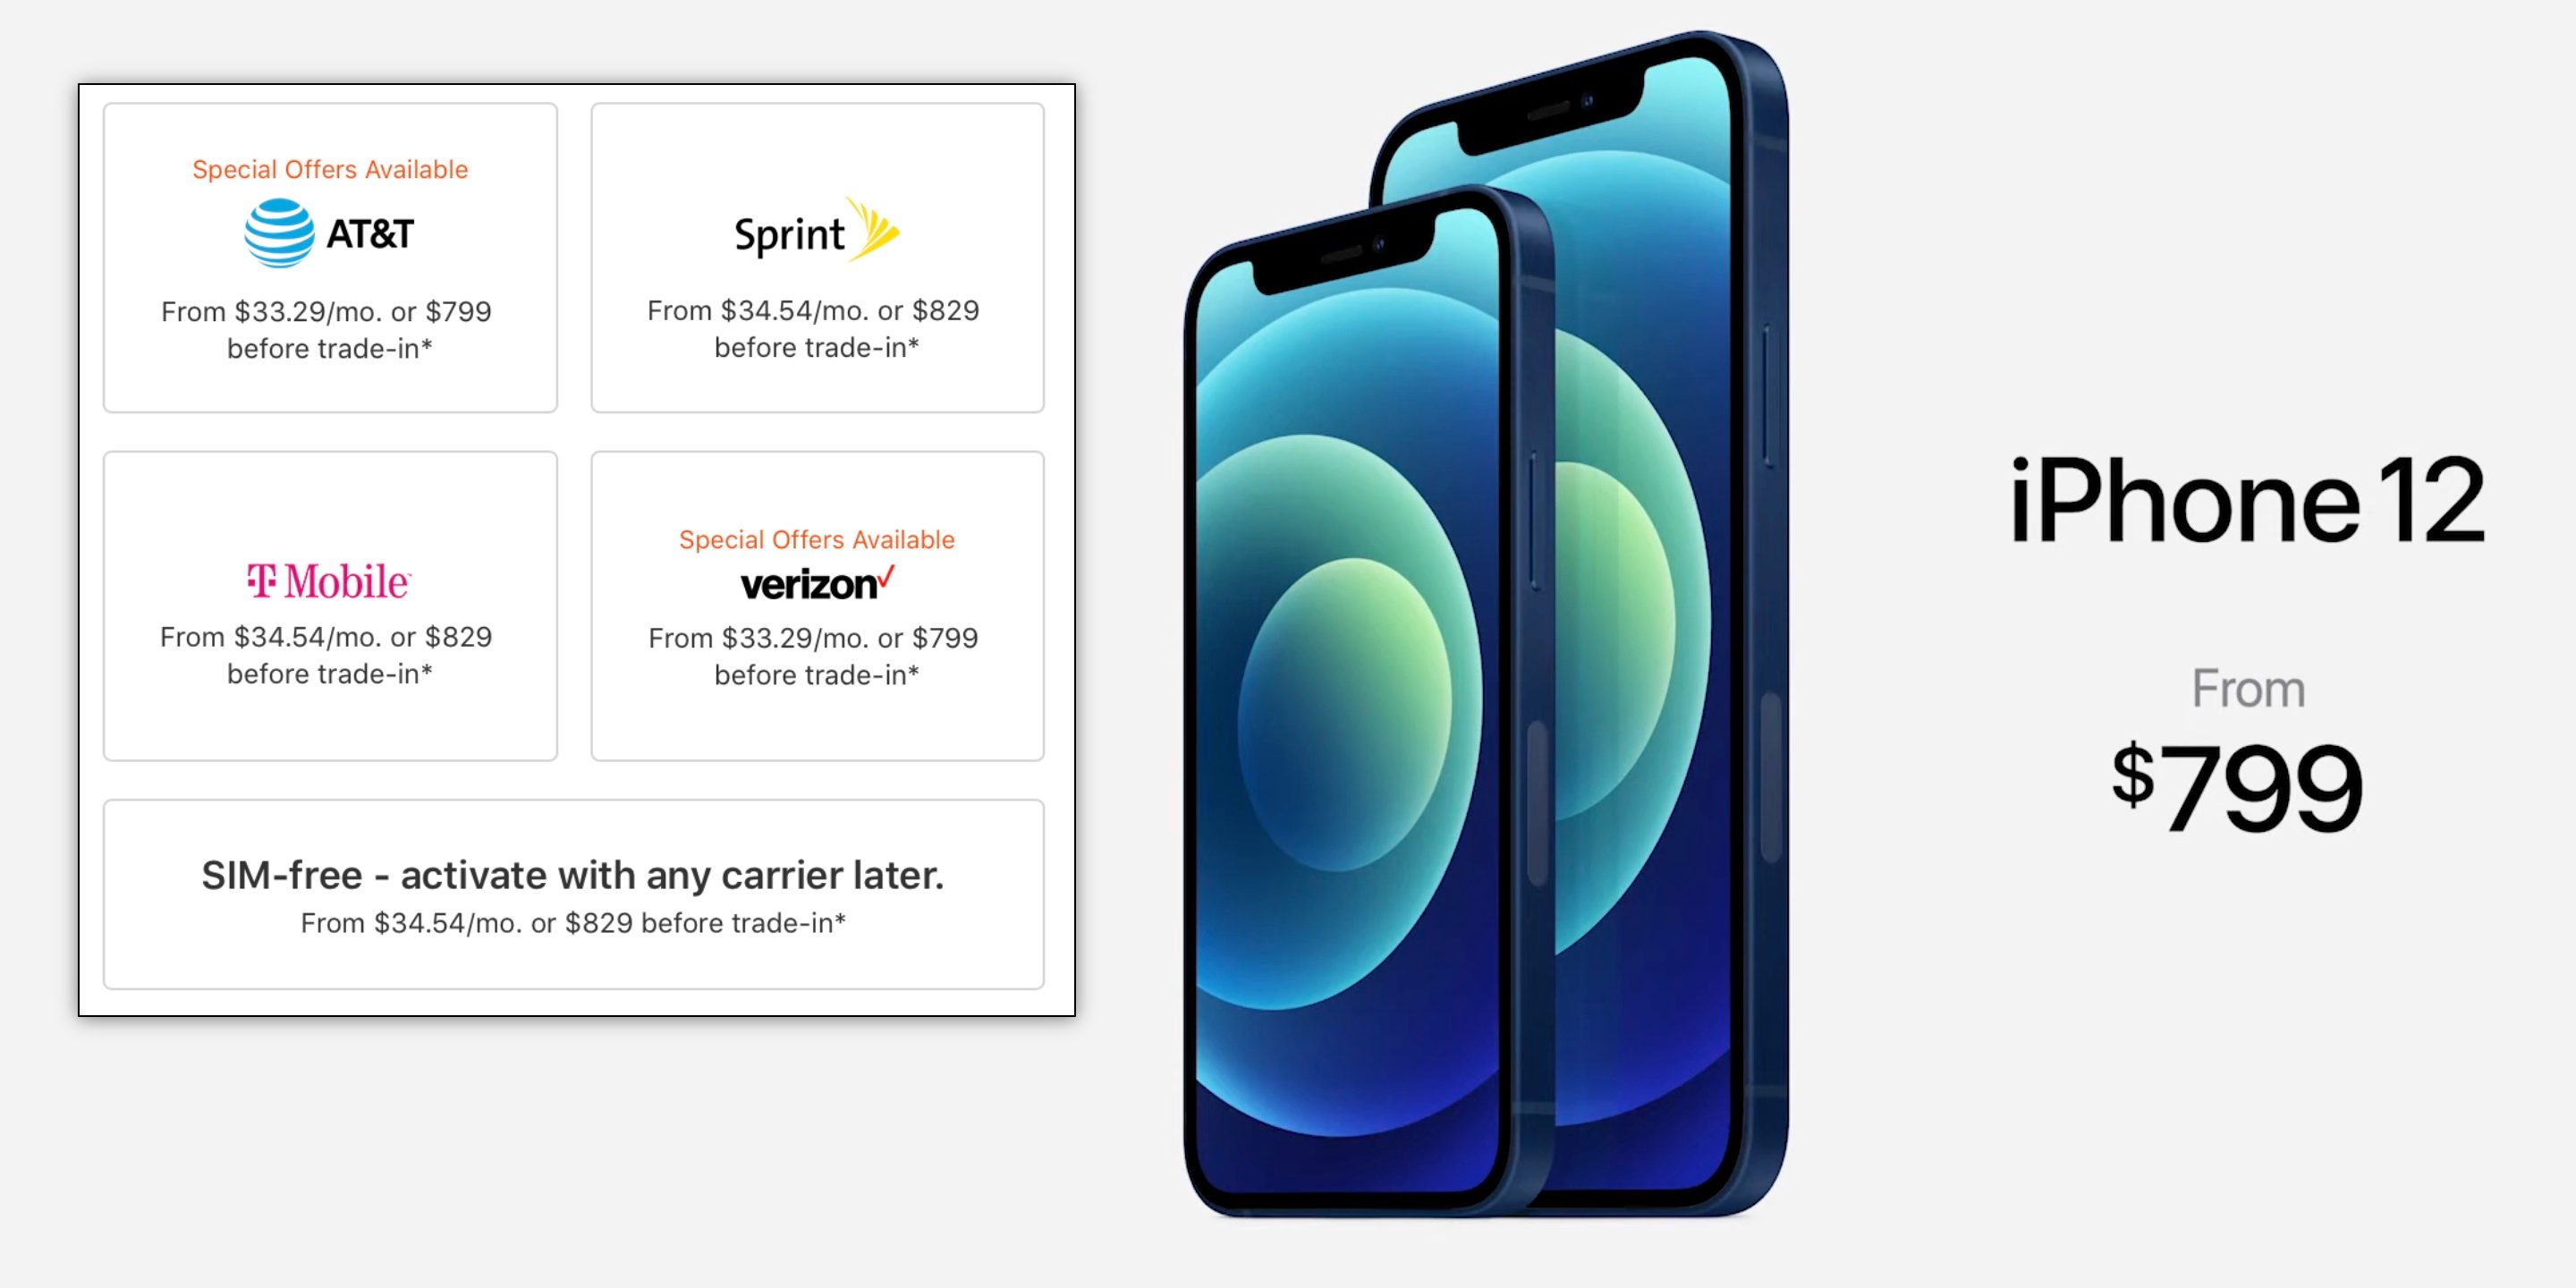 Special Offers Available
AT&T
From $33.29/mo. or $799
before trade-in*
Sprint
From $34.54/mo. or $829
before trade-in*
T Mobile
From $34.54/mo. or $829
before trade-in*
Special Offers Available
verizon✓
From $33.29/mo. or $799
before trade-in*
SIM-free - activate with any carrier later.
From $34.54/mo. or $829 before trade-in*
iPhone 12
From
$799